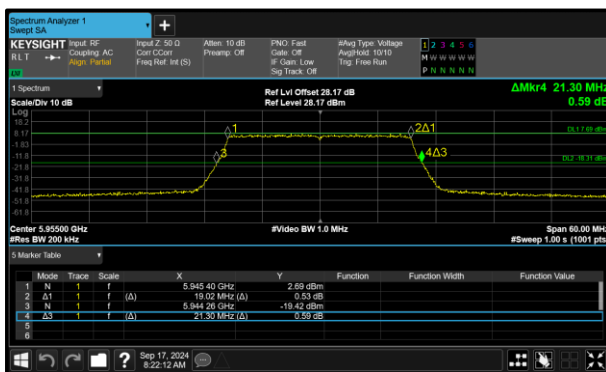 Spectrum Analyzer 1
Swept SA
+
KEYSIGHT Input: RF Input Z: 50 Ω Atten: 10 dB PNO: Fast #Avg Type: Voltage 1 2 3 4 5 6
R L T Coupling: AC Corr CCorr Preamp: Off Gate: Off Avg|Hold: 10/10 M W W W W W
Align: Partial Freq Ref: Int (S) IF Gain: Low Trig: Free Run
Sig Track: Off P N N N N N
1 Spectrum
Ref Lvl Offset 28.17 dB ΔMkr4 21.30 MHz
Scale/Div 10 dB Ref Level 28.17 dBm 0.59 dB
Log
18.2
8.17 1 2Δ1 DL1 7.69 dBm
-1.83
-11.8 3 4Δ3 DL2 -18.31 dBm
-21.8
-31.8
-41.8
-51.8
-61.8
Center 5.95500 GHz #Video BW 1.0 MHz Span 60.00 MHz
#Res BW 200 kHz #Sweep 1.00 s (1001 pts)
5 Marker Table
Mode Trace Scale X Y Function Function Width Function Value
1 N 1 f 5.945 40 GHz 2.69 dBm
2 Δ1 1 f (Δ) 19.02 MHz (Δ) 0.53 dB
3 N 1 f 5.944 26 GHz -19.42 dBm
4 Δ3 1 f (Δ) 21.30 MHz (Δ) 0.59 dB
5
6
? Sep 17, 2024
8:22:12 AM